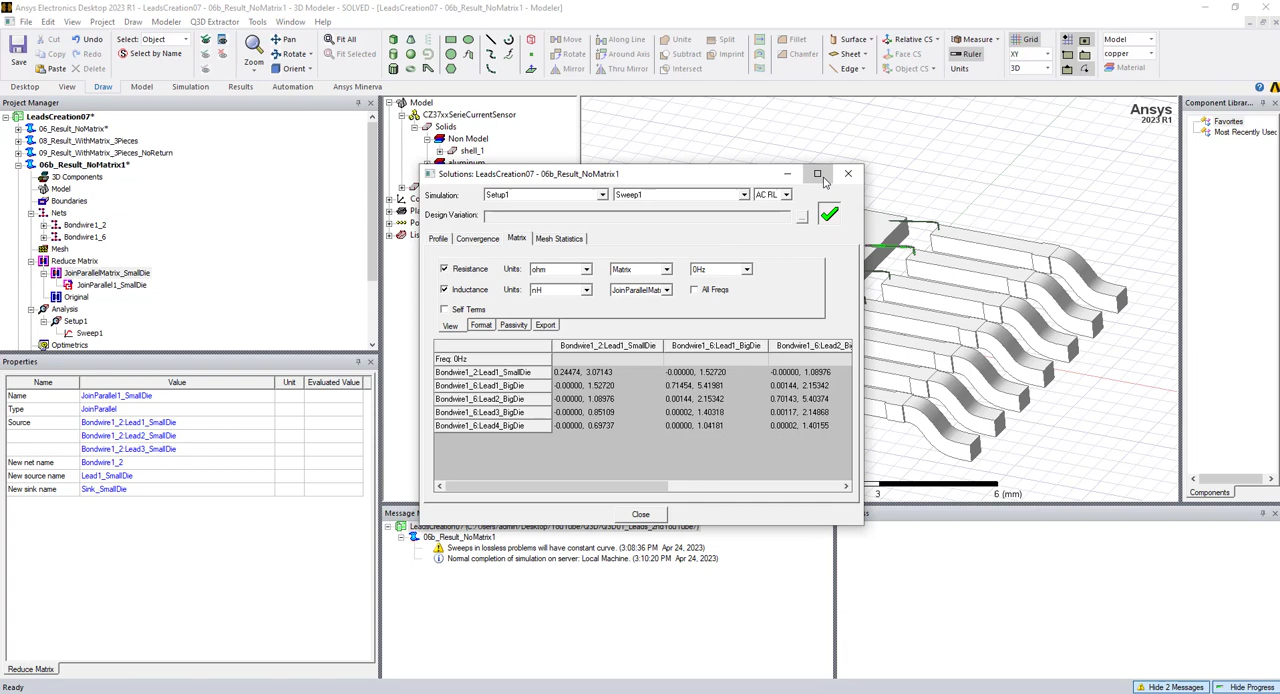 Ansys Electronics Desktop 2023 R1 - LeadsCreation07 - 06b_Result_NoMatrix1 - 3D Modeler - SOLVED - [LeadsCreation07 - 06b_Result_NoMatrix1 - Modeler]
File Edit View Project Draw Modeler Q3D Extractor Tools Window Help
Save
Cut
Copy
Paste
Undo
Redo
Delete
Select: Object
Select by Name
Zoom
Pan
Rotate
Orient
Fit All
Fit Selected
Move
Rotate
Mirror
Along Line
Around Axis
Thru Mirror
Unite
Subtract
Intersect
Split
Imprint
Fillet
Chamfer
Surface
Sheet
Edge
Relative CS
Face CS
Object CS
Measure
Ruler
Units
Grid
XY
3D
Model
copper
Material
Desktop View Draw Model Simulation Results Automation Ansys Minerva
Project Manager
LeadsCreation07*
06_Result_NoMatrix*
08_Result_WithMatrix_3Pieces
09_Result_WithMatrix_3Pieces_NoReturn
06b_Result_NoMatrix1*
3D Components
Model
Boundaries
Nets
Bondwire1_2
Bondwire1_6
Mesh
Reduce Matrix
JoinParallelMatrix_SmallDie
JoinParallel1_SmallDie
Original
Analysis
Setup1
Sweep1
Optimetrics
Properties
Name Value Unit Evaluated Value
Name JoinParallel1_SmallDie
Type JoinParallel
Source Bondwire1_2:Lead1_SmallDie
Bondwire1_2:Lead2_SmallDie
Bondwire1_2:Lead3_SmallDie
New net name Bondwire1_2
New source name Lead1_SmallDie
New sink name Sink_SmallDie
Reduce Matrix
Model
CZ37xxSerieCurrentSensor
Solids
Non Model
shell_1
aluminum
Solutions: LeadsCreation07 - 06b_Result_NoMatrix1
Simulation: Setup1 Sweep1 AC RL
Design Variation: ...
Profile Convergence Matrix Mesh Statistics
Resistance Units: ohm Matrix 0Hz
Inductance Units: nH JoinParallelMat All Freqs
Self Terms
View Format Passivity Export
Bondwire1_2:Lead1_SmallDie Bondwire1_6:Lead1_BigDie Bondwire1_6:Lead2_Bi
Freq: 0Hz
Bondwire1_2:Lead1_SmallDie 0.24474, 3.07143 -0.00000, 1.52720 -0.00000, 1.08976
Bondwire1_6:Lead1_BigDie -0.00000, 1.52720 0.71454, 5.41981 0.00144, 2.15342
Bondwire1_6:Lead2_BigDie -0.00000, 1.08976 0.00144, 2.15342 0.70143, 5.40374
Bondwire1_6:Lead3_BigDie -0.00000, 0.85109 0.00002, 1.40318 0.00117, 2.14868
Bondwire1_6:Lead4_BigDie -0.00000, 0.69737 0.00000, 1.04181 0.00002, 1.40155
Close
Ansys
2023 R1
3 6 (mm)
Component Librar...
Favorites
Most Recently Used
Components
Message M
LeadsCreation07 (C:/Users/admin/Desktop/YouTube/Q3D/Q3D01_Leads_2ndYouTube/)
06b_Result_NoMatrix1
Sweeps in lossless problems will have constant curve. (3:08:36 PM Apr 24, 2023)
Normal completion of simulation on server: Local Machine. (3:10:20 PM Apr 24, 2023)
Ready
Hide 2 Messages
Hide Progress